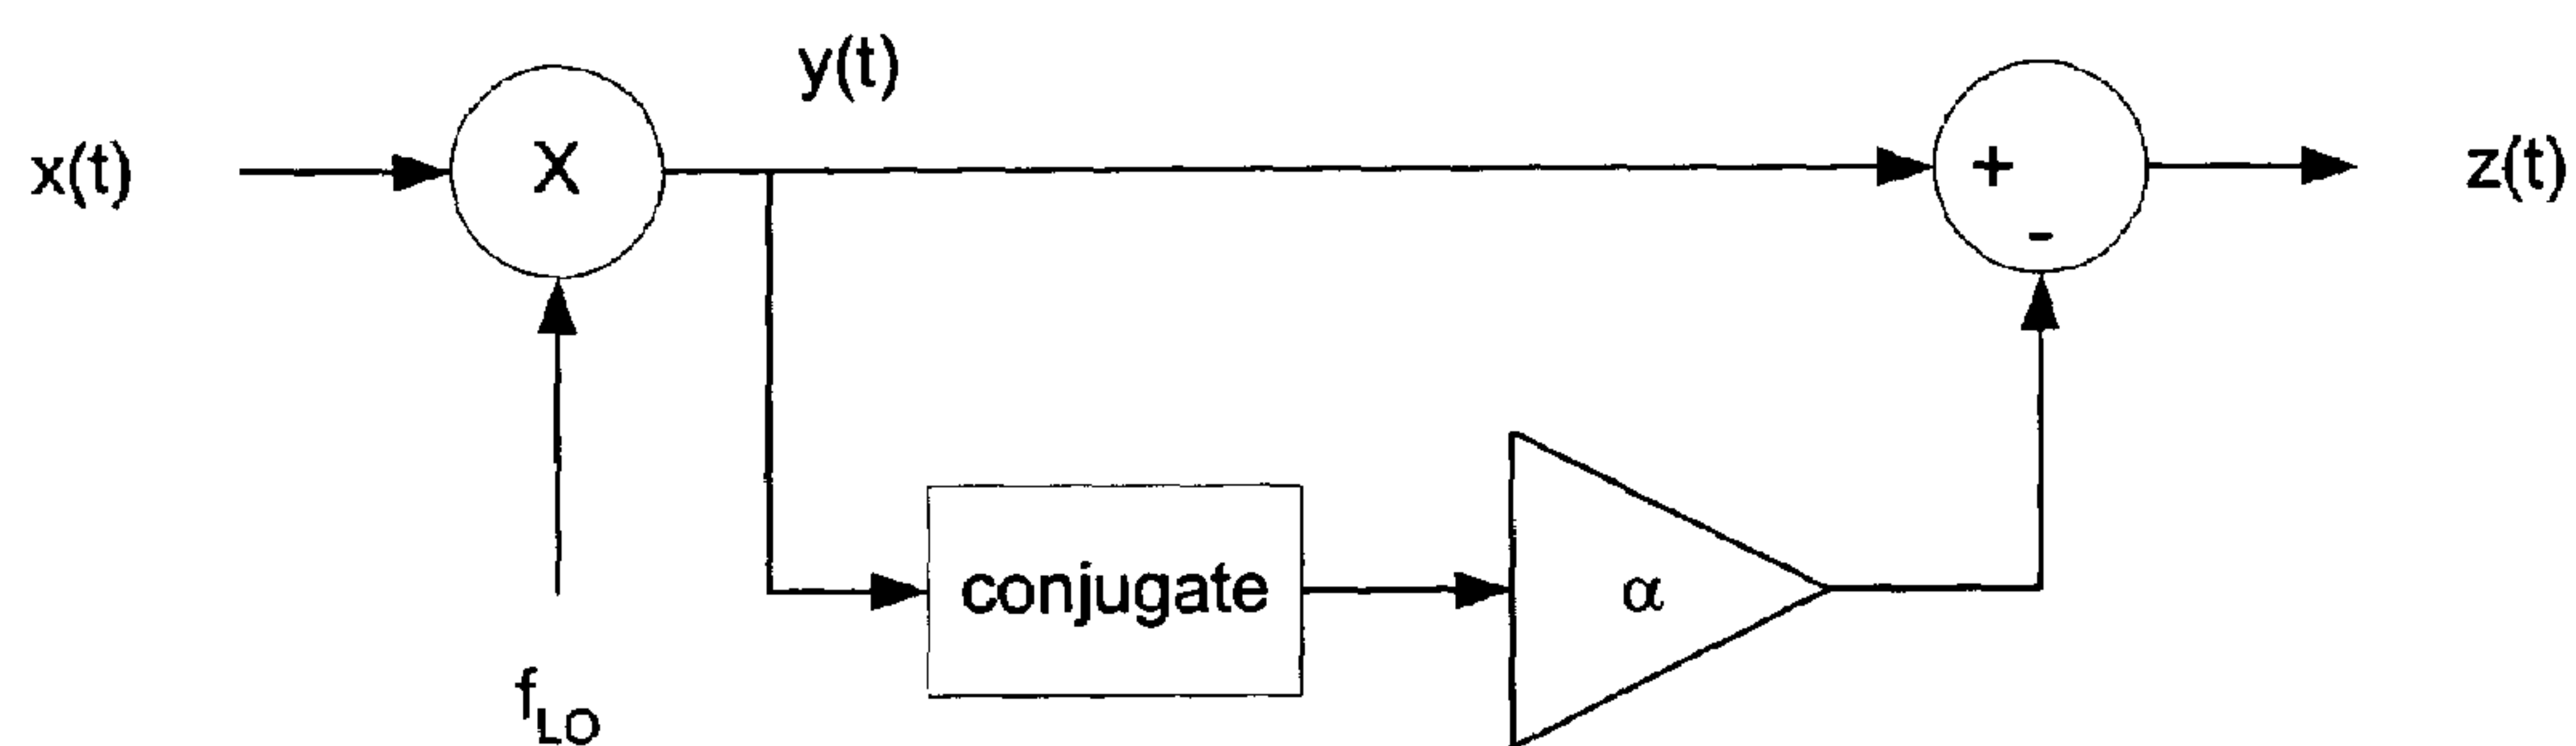 y(t)
x(t)
X
+
-
z(t)
conjugate
α
f_LO